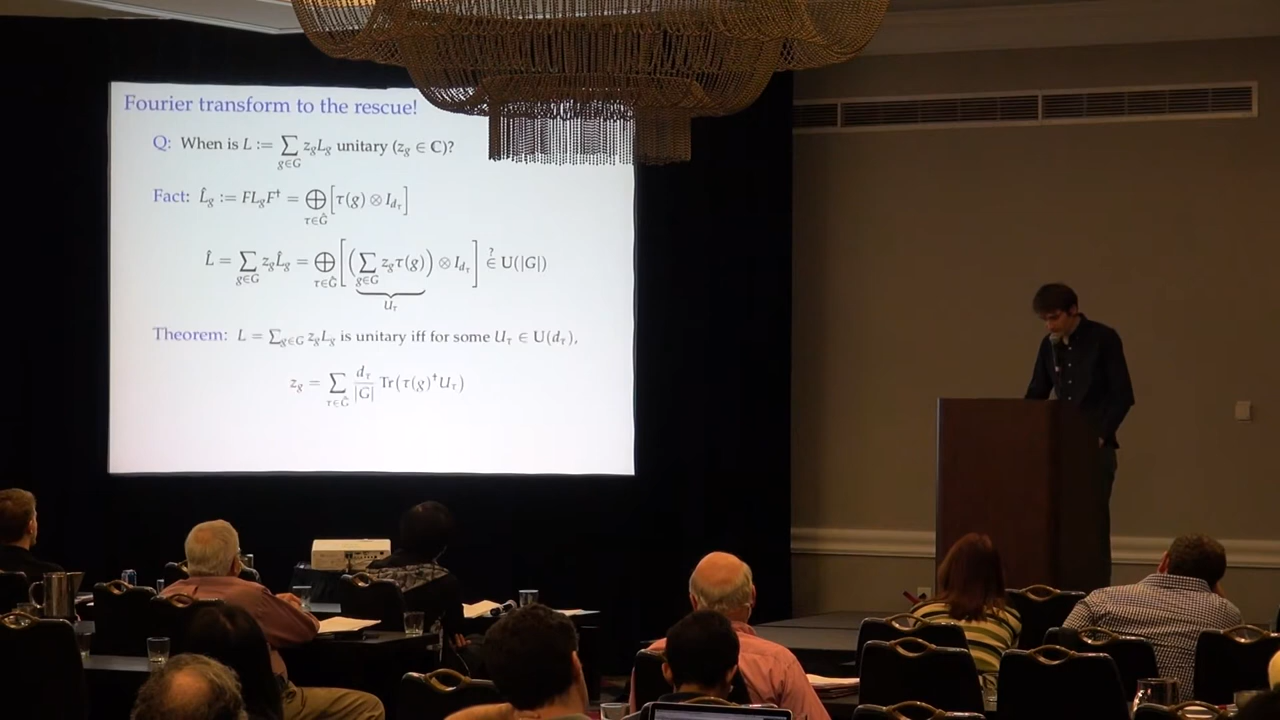 Fourier transform to the rescue!
Q: When is L := ∑_{g∈G} z_g L_g unitary (z_g ∈ ℂ)?
Fact: L̂_g := F L_g F† = ⊕_{τ∈Ĝ} [τ(g) ⊗ I_{d_τ}]
L̂ = ∑_{g∈G} z_g L̂_g = ⊕_{τ∈Ĝ} [(∑_{g∈G} z_g τ(g)) ⊗ I_{d_τ}] ∈? U(|G|)
U_τ
Theorem: L = ∑_{g∈G} z_g L_g is unitary iff for some U_τ ∈ U(d_τ),
z_g = ∑_{τ∈Ĝ} d_τ/|G| Tr(τ(g)† U_τ)